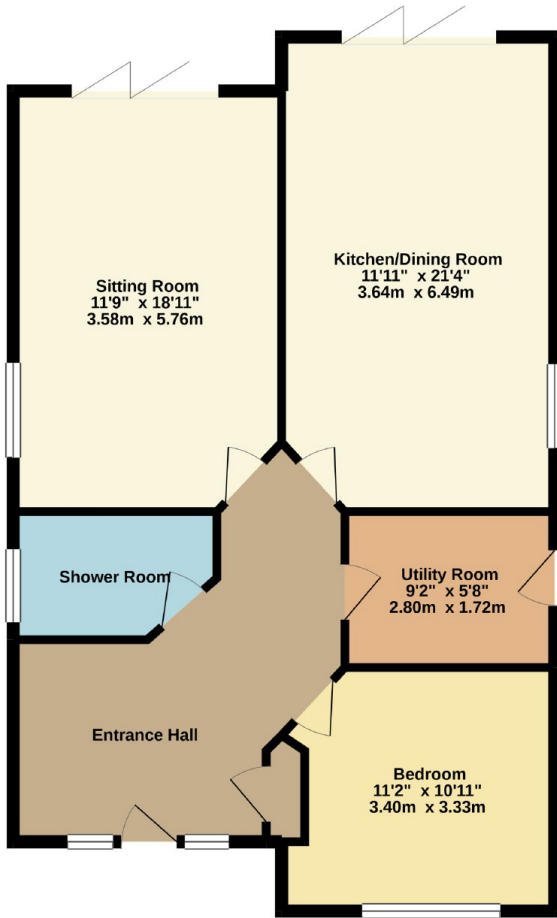 Sitting Room
11'9" x 18'11"
3.58m x 5.76m
Kitchen/Dining Room
11'11" x 21'4"
3.64m x 6.49m
Shower Room
Utility Room
9'2" x 5'8"
2.80m x 1.72m
Entrance Hall
Bedroom
11'2" x 10'11"
3.40m x 3.33m